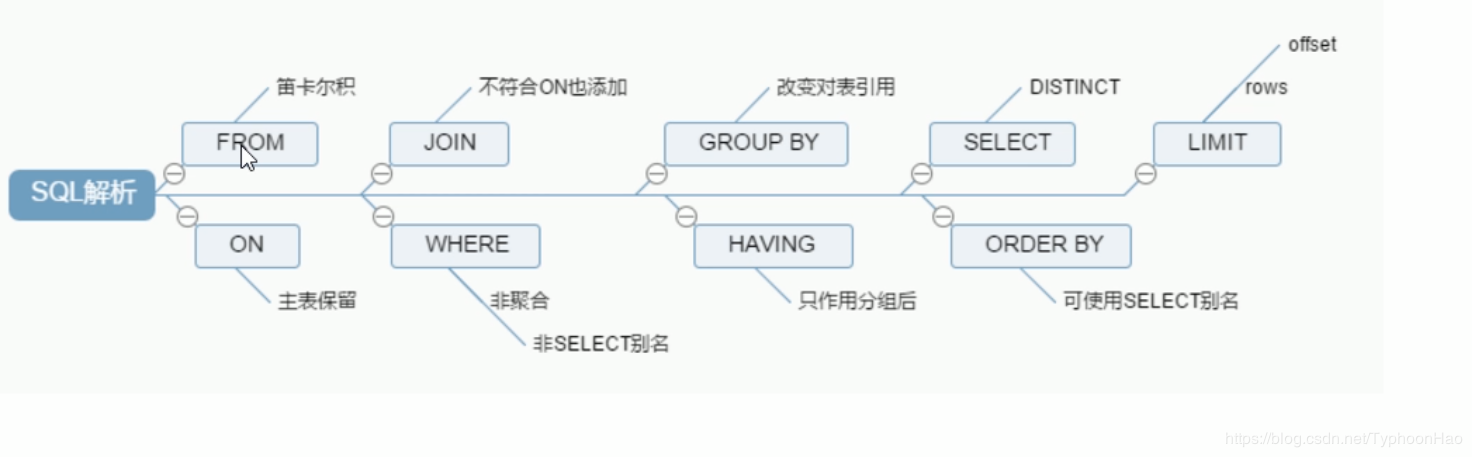 offset
笛卡尔积
不符合ON也添加
改变对表引用
DISTINCT
rows
FROM
JOIN
GROUP BY
SELECT
LIMIT
SQL解析
ON
WHERE
HAVING
ORDER BY
主表保留
非聚合
只作用分组后
可使用SELECT别名
非SELECT别名
https://blog.csdn.net/TyphoonHao